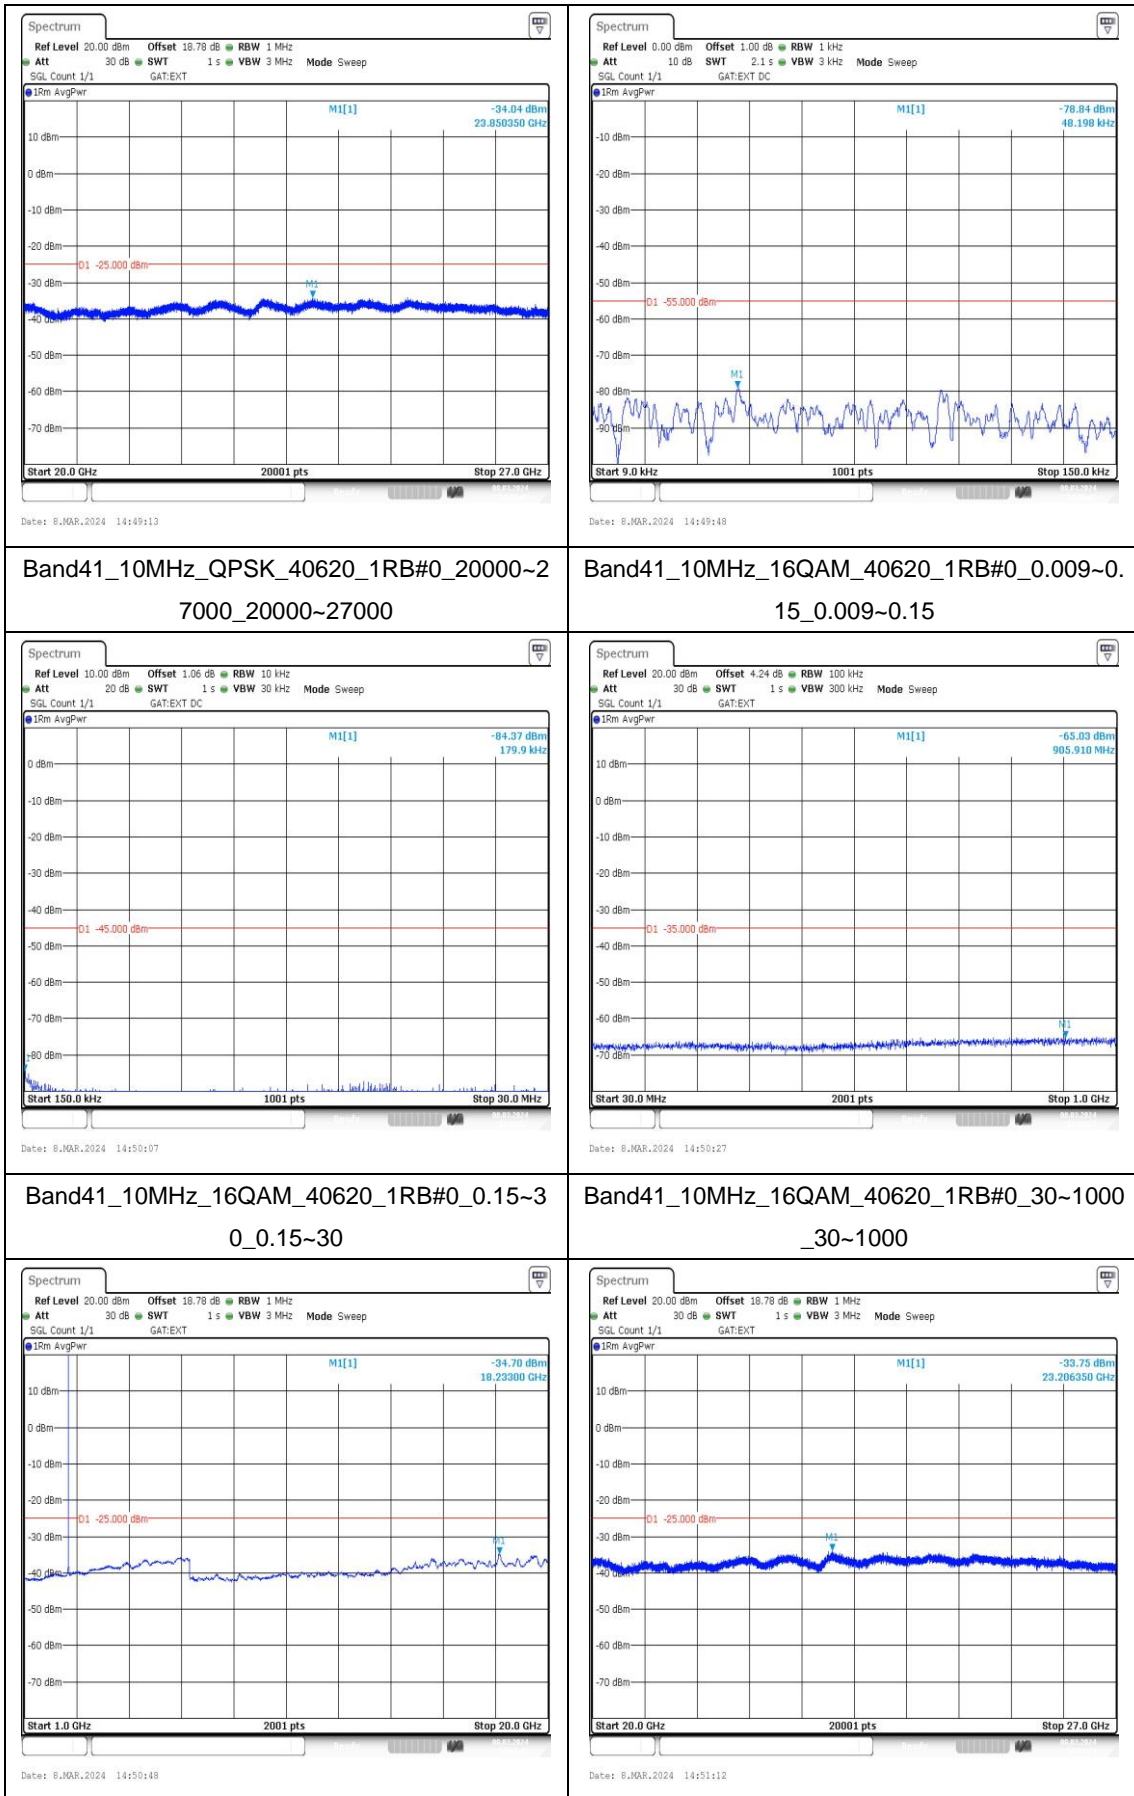 Spectrum
Ref Level 20.00 dBm Offset 18.78 dB RBW 1 MHz
Att 30 dB SWT 1 s VBW 3 MHz Mode Sweep
SGL Count 1/1 GAT:EXT
1Rm AvgPwr
M1[1] -34.04 dBm
23.850350 GHz
10 dBm
0 dBm
-10 dBm
-20 dBm
D1 -25.000 dBm
-30 dBm
M1
-40 dBm
-50 dBm
-60 dBm
-70 dBm
Start 20.0 GHz 20001 pts Stop 27.0 GHz
Date: 8.MAR.2024 14:49:13
Spectrum
Ref Level 0.00 dBm Offset 1.00 dB RBW 1 kHz
Att 10 dB SWT 2.1 s VBW 3 kHz Mode Sweep
SGL Count 1/1 GAT:EXT DC
1Rm AvgPwr
M1[1] -78.84 dBm
48.198 kHz
-10 dBm
-20 dBm
-30 dBm
-40 dBm
-50 dBm
D1 -55.000 dBm
-60 dBm
-70 dBm
M1
-80 dBm
-90 dBm
Start 9.0 kHz 1001 pts Stop 150.0 kHz
Date: 8.MAR.2024 14:49:48
Band41_10MHz_QPSK_40620_1RB#0_20000~2
7000_20000~27000
Band41_10MHz_16QAM_40620_1RB#0_0.009~0.
15_0.009~0.15
Spectrum
Ref Level 10.00 dBm Offset 1.06 dB RBW 10 kHz
Att 20 dB SWT 1 s VBW 30 kHz Mode Sweep
SGL Count 1/1 GAT:EXT DC
1Rm AvgPwr
M1[1] -84.37 dBm
179.9 kHz
0 dBm
-10 dBm
-20 dBm
-30 dBm
-40 dBm
D1 -45.000 dBm
-50 dBm
-60 dBm
-70 dBm
-80 dBm
Start 150.0 kHz 1001 pts Stop 30.0 MHz
Date: 8.MAR.2024 14:50:07
Spectrum
Ref Level 20.00 dBm Offset 4.24 dB RBW 100 kHz
Att 30 dB SWT 1 s VBW 300 kHz Mode Sweep
SGL Count 1/1 GAT:EXT
1Rm AvgPwr
M1[1] -65.03 dBm
905.910 MHz
10 dBm
0 dBm
-10 dBm
-20 dBm
-30 dBm
D1 -35.000 dBm
-40 dBm
-50 dBm
-60 dBm
M1
-70 dBm
Start 30.0 MHz 2001 pts Stop 1.0 GHz
Date: 8.MAR.2024 14:50:27
Band41_10MHz_16QAM_40620_1RB#0_0.15~3
0_0.15~30
Band41_10MHz_16QAM_40620_1RB#0_30~1000
_30~1000
Spectrum
Ref Level 20.00 dBm Offset 18.78 dB RBW 1 MHz
Att 30 dB SWT 1 s VBW 3 MHz Mode Sweep
SGL Count 1/1 GAT:EXT
1Rm AvgPwr
M1[1] -34.70 dBm
18.23300 GHz
10 dBm
0 dBm
-10 dBm
-20 dBm
D1 -25.000 dBm
-30 dBm
M1
-40 dBm
-50 dBm
-60 dBm
-70 dBm
Start 1.0 GHz 2001 pts Stop 20.0 GHz
Date: 8.MAR.2024 14:50:48
Spectrum
Ref Level 20.00 dBm Offset 18.78 dB RBW 1 MHz
Att 30 dB SWT 1 s VBW 3 MHz Mode Sweep
SGL Count 1/1 GAT:EXT
1Rm AvgPwr
M1[1] -33.75 dBm
23.206350 GHz
10 dBm
0 dBm
-10 dBm
-20 dBm
D1 -25.000 dBm
-30 dBm
M1
-40 dBm
-50 dBm
-60 dBm
-70 dBm
Start 20.0 GHz 20001 pts Stop 27.0 GHz
Date: 8.MAR.2024 14:51:12